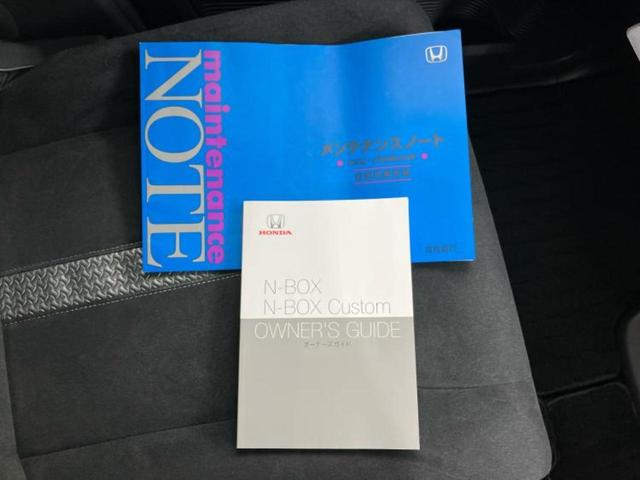 maintenance
NOTE
メンテナンスノート
HONDA
N-BOX
N-BOX Custom
OWNER'S GUIDE
オーナーズガイド